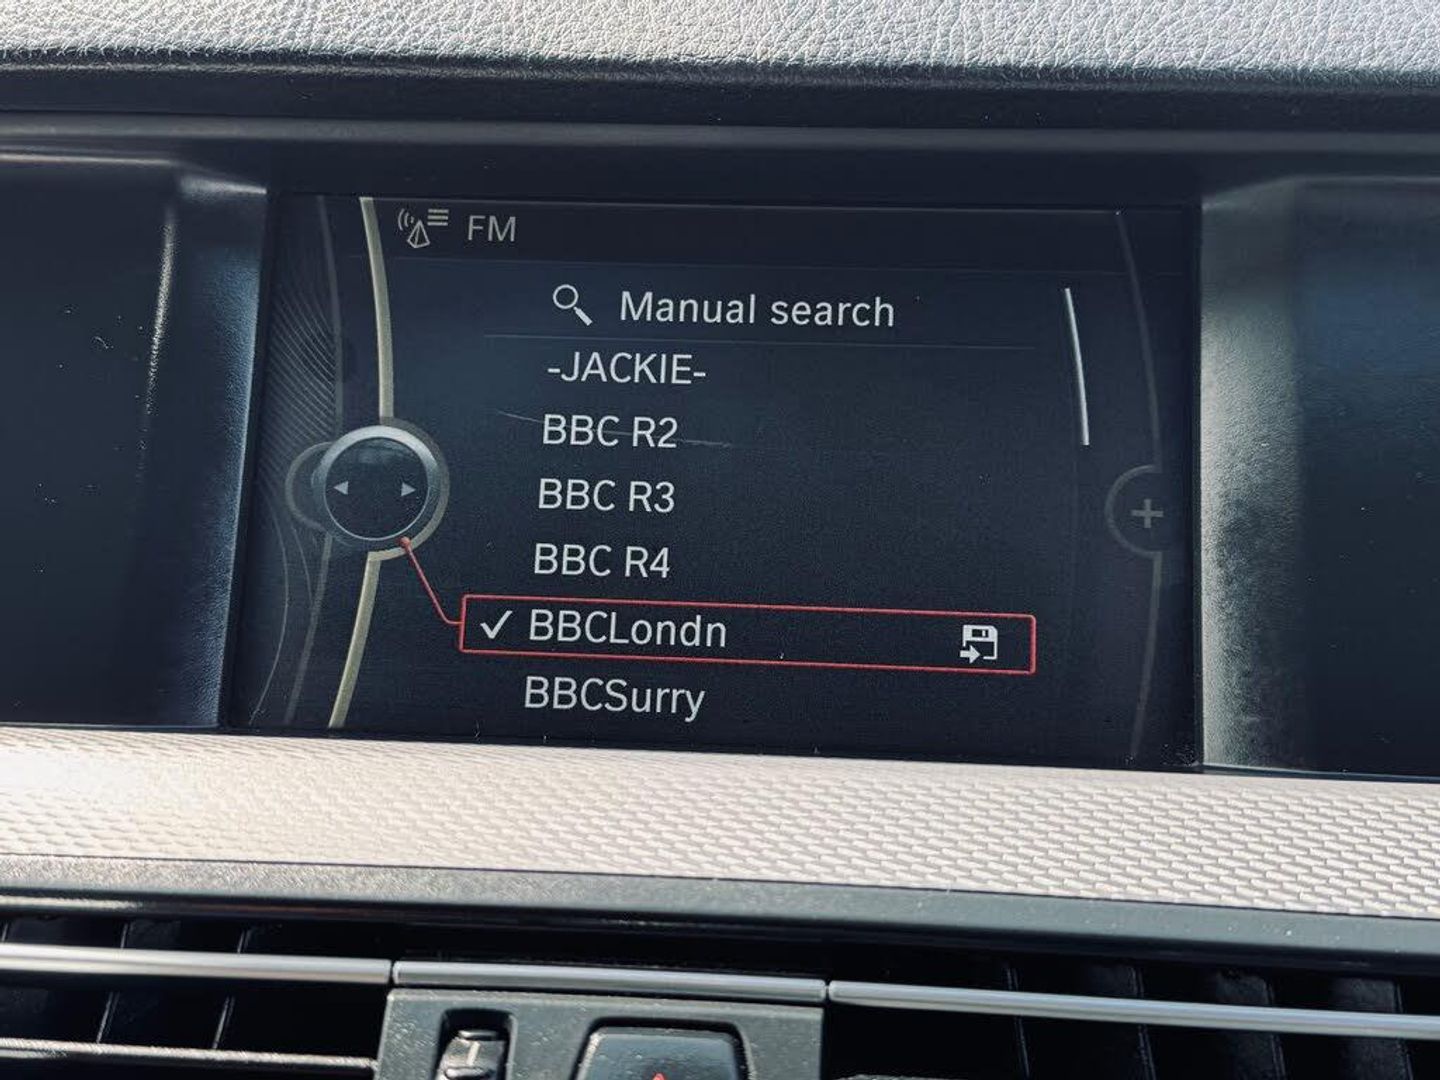 FM
Manual search
-JACKIE-
BBC R2
BBC R3
BBC R4
BBCLondn
BBCSurry